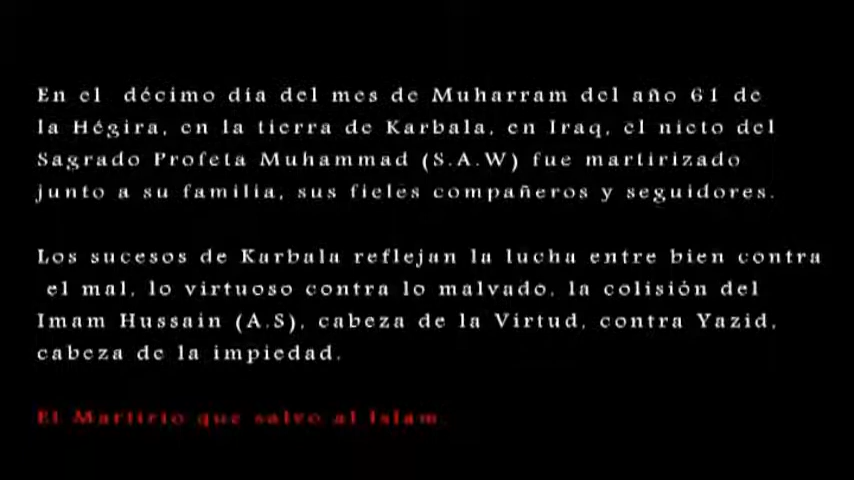 En el décimo día del mes de Muharram del año 61 de
la Hégira, en la tierra de Karbala, en Iraq, el nieto del
Sagrado Profeta Muhammad (S.A.W) fue martirizado
junto a su familia, sus fieles compañeros y seguidores.
Los sucesos de Karbala reflejan la lucha entre bien contra
el mal, lo virtuoso contra lo malvado, la colisión del
Imam Hussain (A.S), cabeza de la Virtud, contra Yazid,
cabeza de la impiedad.
El Martirio que salvo al Islam